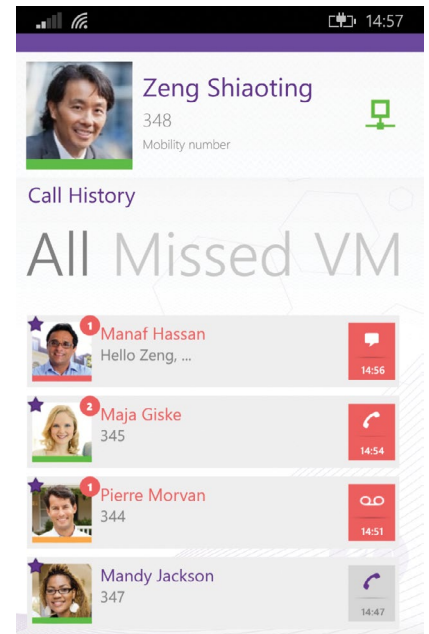 14:57
Zeng Shiaoting
348
Mobility number
Call History
All Missed VM
1
Manaf Hassan
Hello Zeng, ...
14:56
2
Maja Giske
345
14:54
1
Pierre Morvan
344
14:51
Mandy Jackson
347
14:47